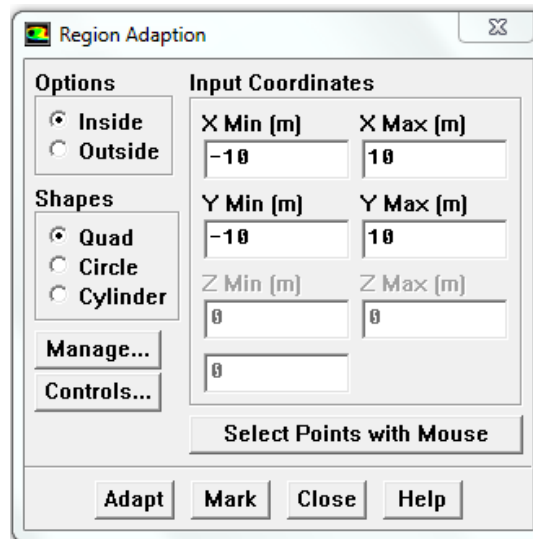 Region Adaption
Options
Inside
Outside
Shapes
Quad
Circle
Cylinder
Manage...
Controls...
Input Coordinates
X Min (m) X Max (m)
-10 10
Y Min (m) Y Max (m)
-10 10
Z Min (m) Z Max (m)
0 0
0
Select Points with Mouse
Adapt Mark Close Help